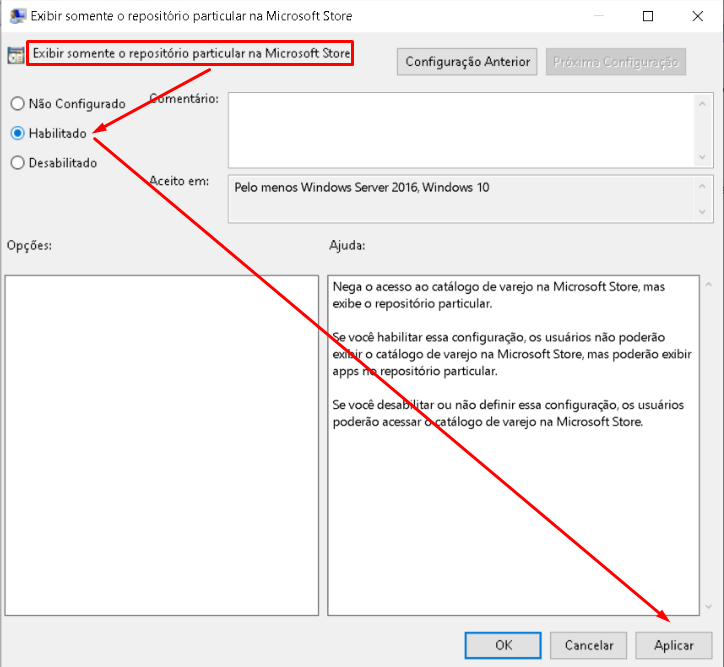 Exibir somente o repositório particular na Microsoft Store
Exibir somente o repositório particular na Microsoft Store
Configuração Anterior
Próxima Configuração
Não Configurado
Comentário:
Habilitado
Desabilitado
Aceito em:
Pelo menos Windows Server 2016, Windows 10
Opções:
Ajuda:
Nega o acesso ao catálogo de varejo na Microsoft Store, mas
exibe o repositório particular.
Se você habilitar essa configuração, os usuários não poderão
exibir o catálogo de varejo na Microsoft Store, mas poderão exibir
apps no repositório particular.
Se você desabilitar ou não definir essa configuração, os usuários
poderão acessar o catálogo de varejo na Microsoft Store.
OK
Cancelar
Aplicar